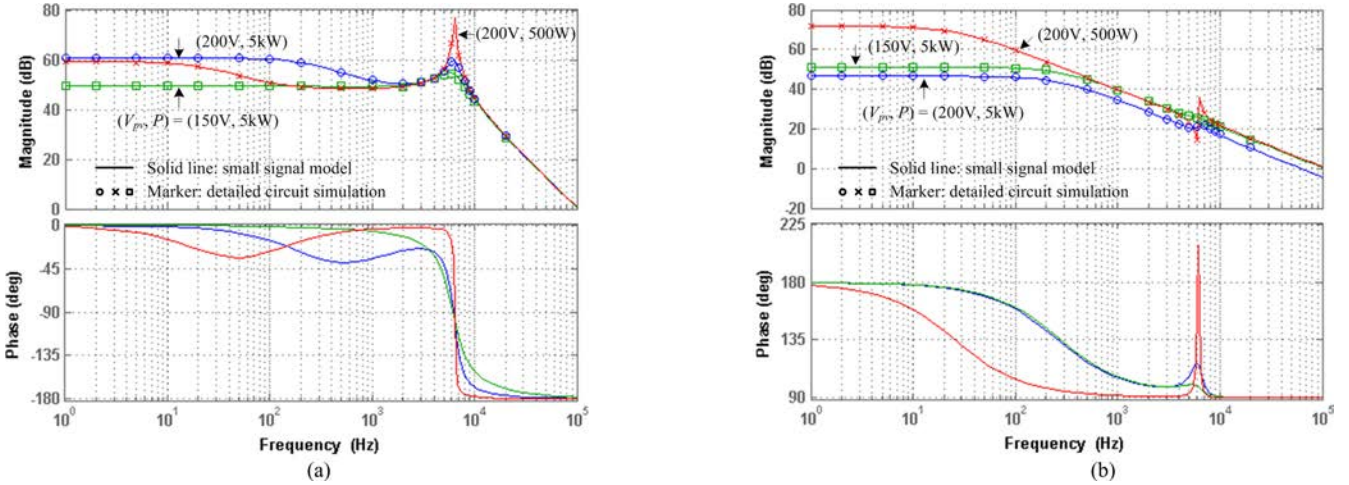 80
60
40
20
0
Magnitude (dB)
(200V, 5kW)
(200V, 500W)
(V_pv, P) = (150V, 5kW)
Solid line: small signal model
Marker: detailed circuit simulation
0
-45
-90
-135
-180
Phase (deg)
10^0
10^1
10^2
10^3
10^4
10^5
Frequency (Hz)
(a)
80
60
40
20
0
-20
Magnitude (dB)
(200V, 500W)
(150V, 5kW)
(V_pv, P) = (200V, 5kW)
Solid line: small signal model
Marker: detailed circuit simulation
225
180
135
90
Phase (deg)
10^0
10^1
10^2
10^3
10^4
10^5
Frequency (Hz)
(b)